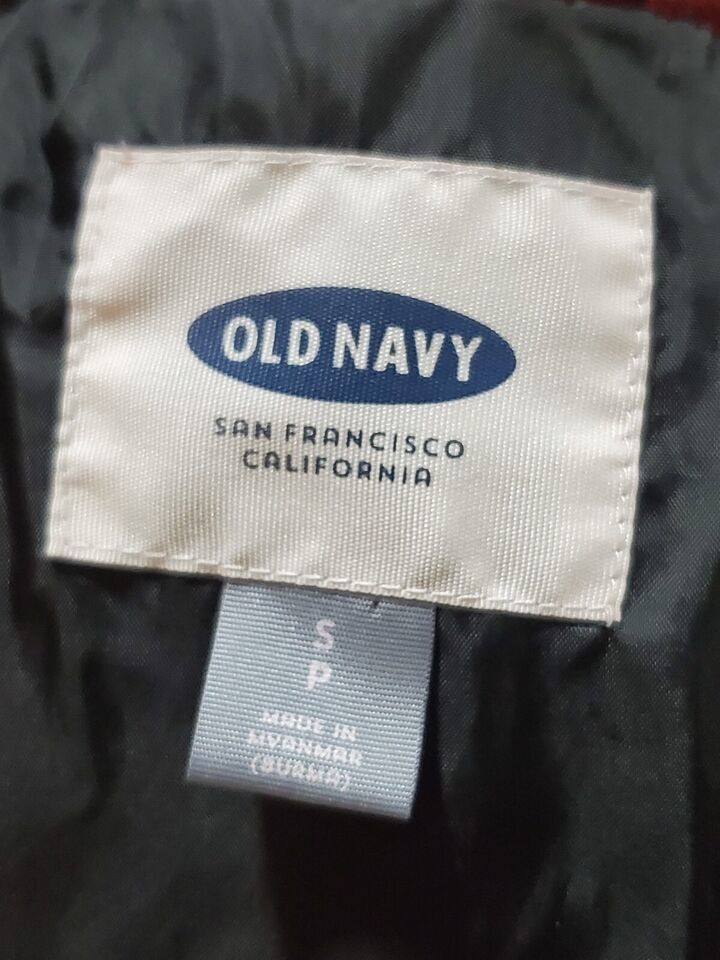 OLD NAVY
SAN FRANCISCO
CALIFORNIA
S
P
MADE IN
MYANMAR
(BURMA)